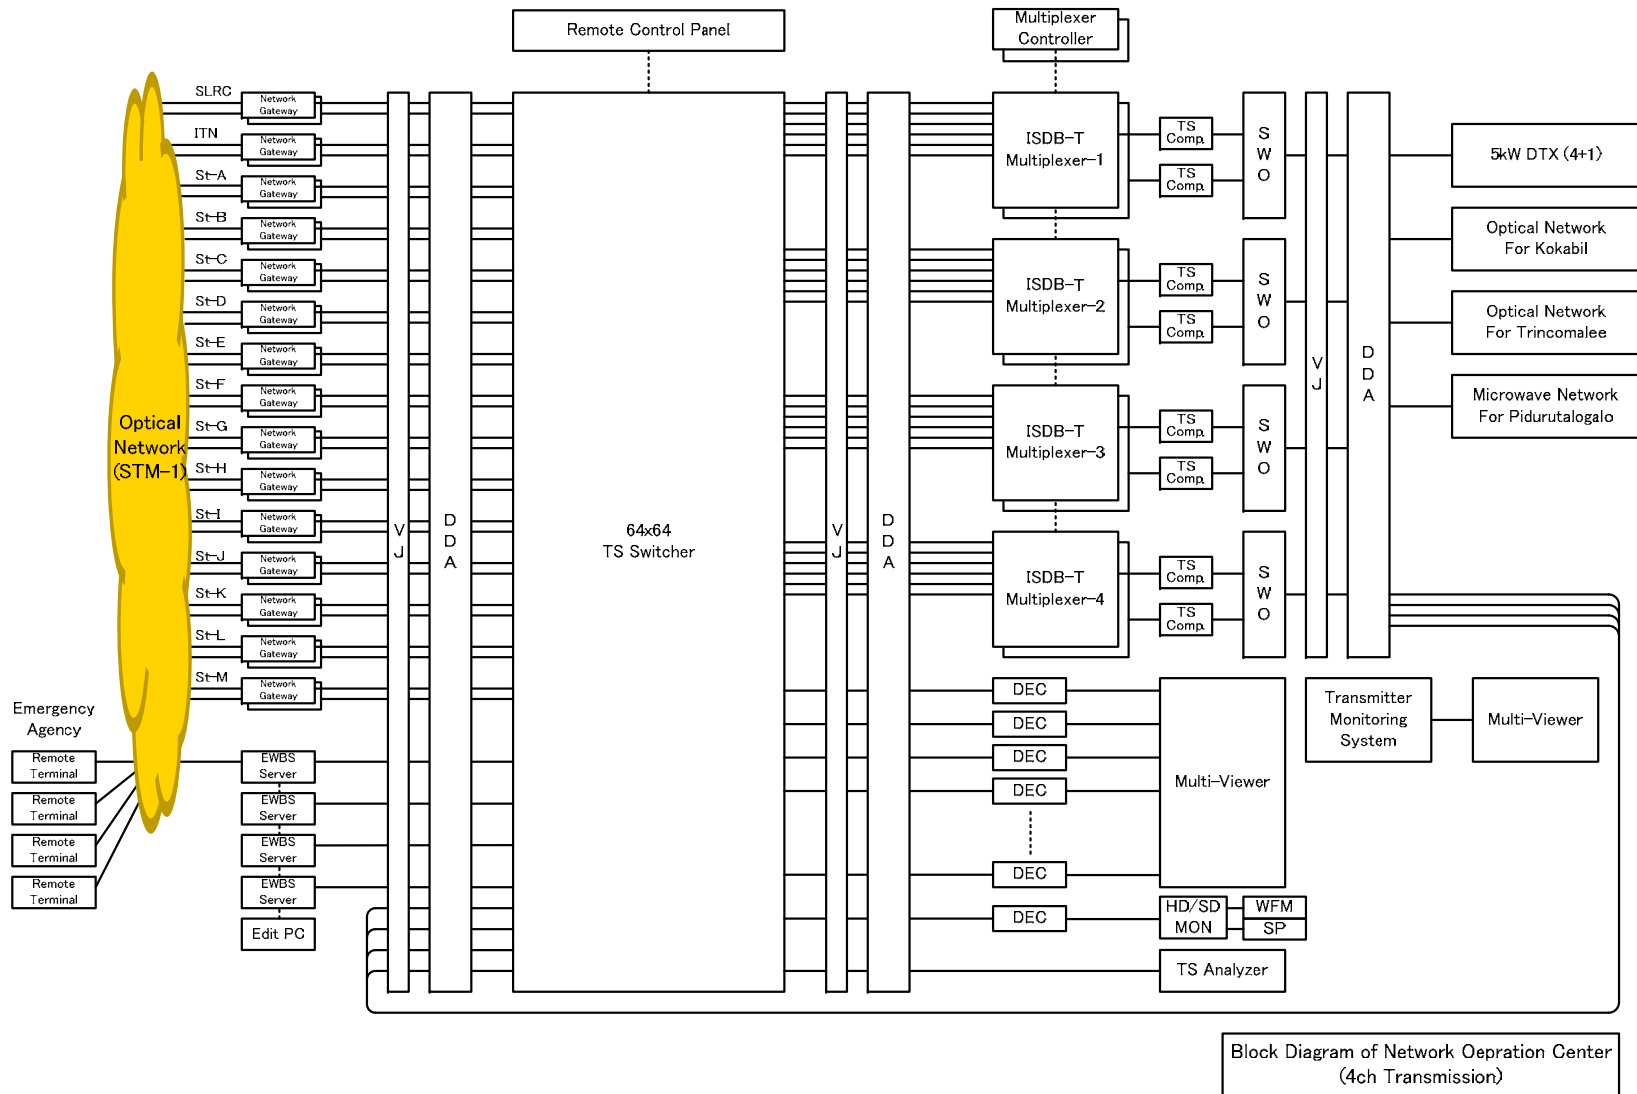 Remote Control Panel
Multiplexer
Controller
SLRC
Network
Gateway
ITN
Network
Gateway
St-A
Network
Gateway
St-B
Network
Gateway
St-C
Network
Gateway
St-D
Network
Gateway
St-E
Network
Gateway
St-F
Network
Gateway
St-G
Network
Gateway
St-H
Network
Gateway
St-I
Network
Gateway
St-J
Network
Gateway
St-K
Network
Gateway
St-L
Network
Gateway
St-M
Network
Gateway
Optical
Network
(STM-1)
Emergency
Agency
Remote
Terminal
Remote
Terminal
Remote
Terminal
Remote
Terminal
EWBS
Server
EWBS
Server
EWBS
Server
EWBS
Server
Edit PC
V
J
D
D
A
64x64
TS Switcher
V
J
D
D
A
ISDB-T
Multiplexer-1
ISDB-T
Multiplexer-2
ISDB-T
Multiplexer-3
ISDB-T
Multiplexer-4
TS
Comp.
TS
Comp.
TS
Comp.
TS
Comp.
TS
Comp.
TS
Comp.
TS
Comp.
TS
Comp.
S
W
O
S
W
O
S
W
O
S
W
O
V
J
D
D
A
5kW DTX (4+1)
Optical Network
For Kokabil
Optical Network
For Trincomalee
Microwave Network
For Pidurutalogalo
DEC
DEC
DEC
DEC
DEC
DEC
Multi-Viewer
HD/SD
MON
WFM
SP
TS Analyzer
Transmitter
Monitoring
System
Multi-Viewer
Block Diagram of Network Oepration Center
(4ch Transmission)